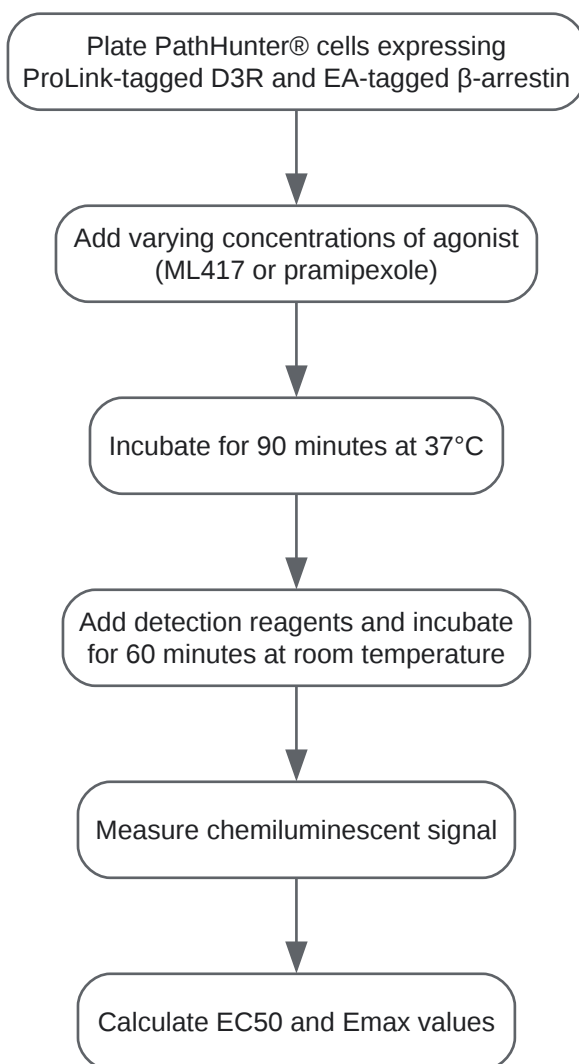 Plate PathHunter® cells expressing
ProLink-tagged D3R and EA-tagged β-arrestin
Add varying concentrations of agonist
(ML417 or pramipexole)
Incubate for 90 minutes at 37°C
Add detection reagents and incubate
for 60 minutes at room temperature
Measure chemiluminescent signal
Calculate EC50 and Emax values